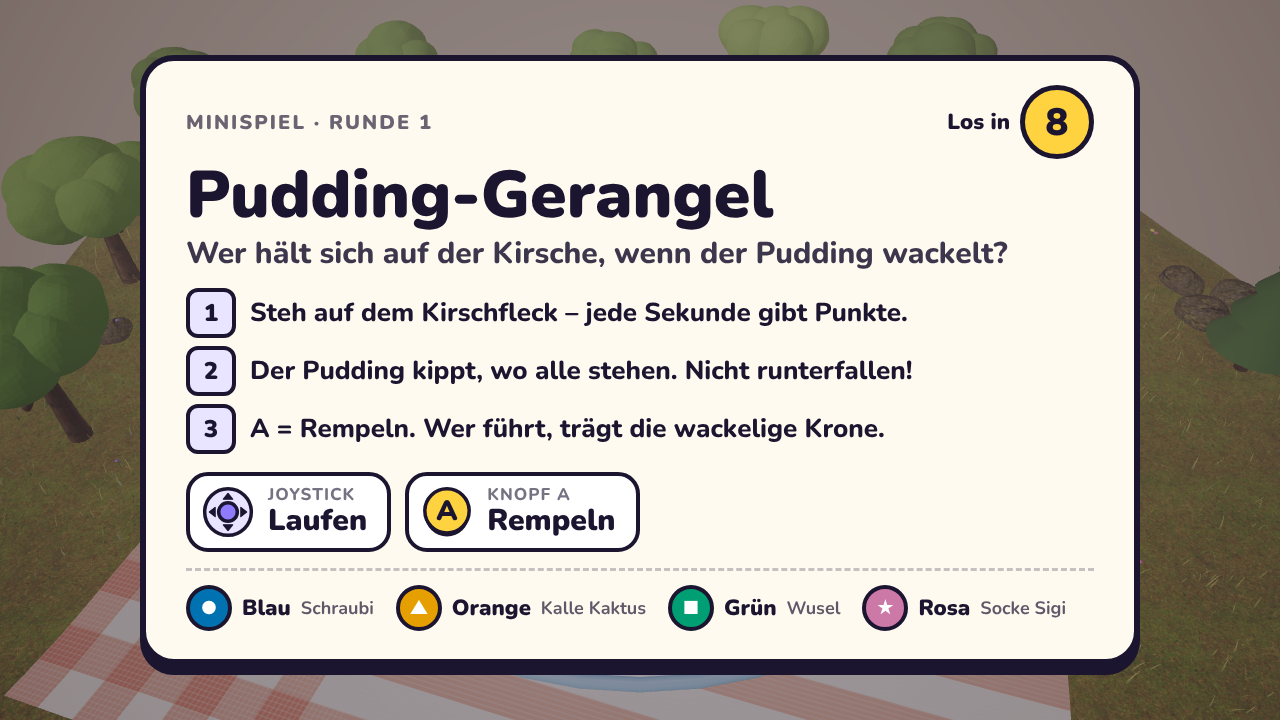 MINISPIEL · RUNDE 1
Los in 8
Pudding-Gerangel
Wer hält sich auf der Kirsche, wenn der Pudding wackelt?
1 Steh auf dem Kirschfleck – jede Sekunde gibt Punkte.
2 Der Pudding kippt, wo alle stehen. Nicht runterfallen!
3 A = Rempeln. Wer führt, trägt die wackelige Krone.
JOYSTICK
Laufen
A
KNOPF A
Rempeln
Blau Schraubi
Orange Kalle Kaktus
Grün Wusel
Rosa Socke Sigi